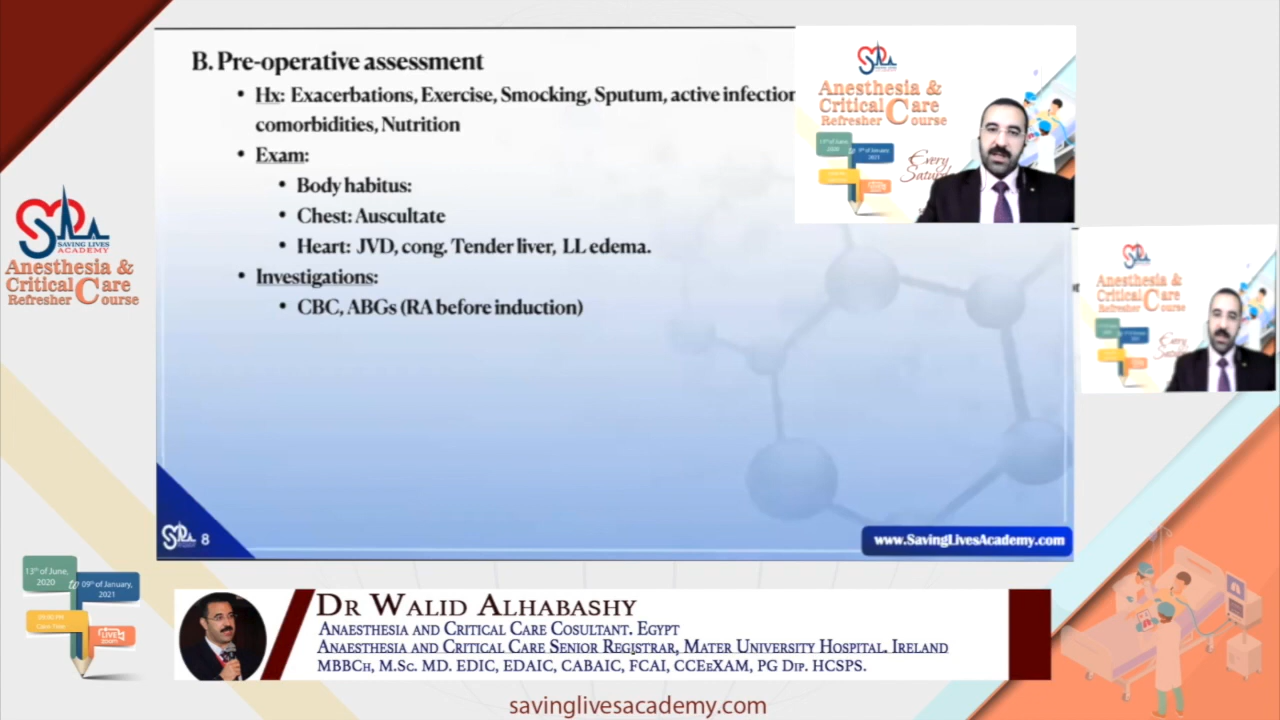 B. Pre-operative assessment
• Hx: Exacerbations, Exercise, Smocking, Sputum, active infection
comorbidities, Nutrition
• Exam:
• Body habitus:
• Chest: Auscultate
• Heart: JVD, cong. Tender liver, LL edema.
• Investigations:
• CBC, ABGs (RA before induction)
8
www.SavingLivesAcademy.com
Anesthesia &
Critical Care
Refresher Course
Every
Anesthesia &
Critical Care
Refresher Course
SAVING LIVES
ACADEMY
Anesthesia &
Critical Care
Refresher Course
13th of June,
2020
to 09th of January,
2021
LIVE
DR WALID ALHABASHY
ANAESTHESIA AND CRITICAL CARE COSULTANT. EGYPT
ANAESTHESIA AND CRITICAL CARE SENIOR REGISTRAR, MATER UNIVERSITY HOSPITAL. IRELAND
MBBCH, M.SC. MD. EDIC, EDAIC, CABAIC, FCAI, CCEEXAM, PG DIP. HCSPS.
savinglivesacademy.com